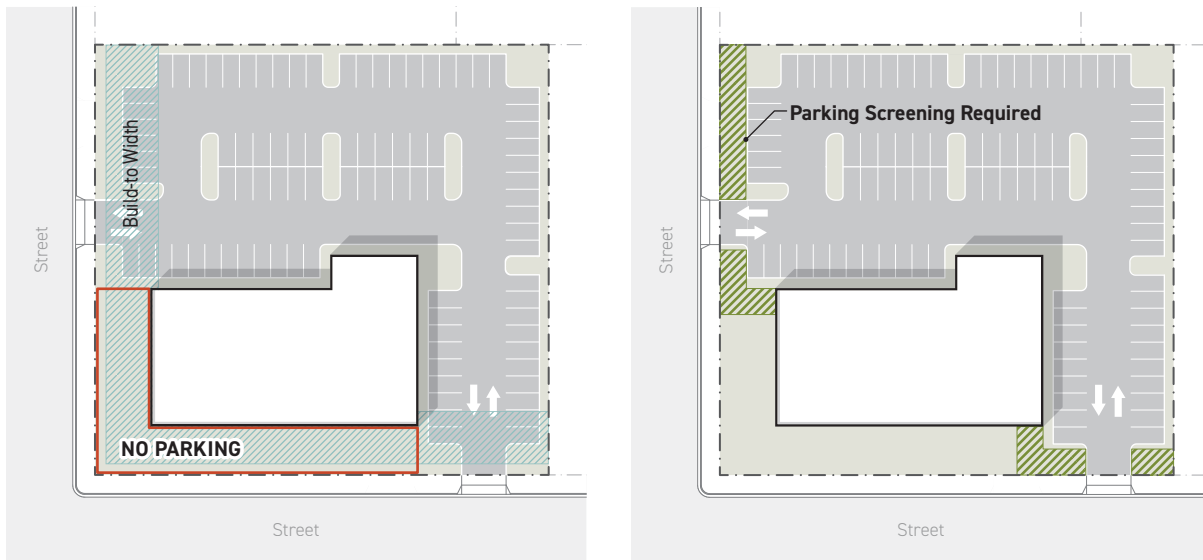 Build-to Width
Street
NO PARKING
Street
Parking Screening Required
Street
Street